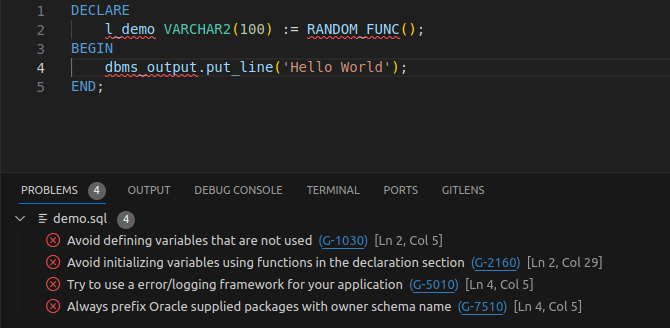 1 DECLARE
2 l_demo VARCHAR2(100) := RANDOM_FUNC();
3 BEGIN
4 dbms_output.put_line('Hello World');
5 END;
PROBLEMS 4 OUTPUT DEBUG CONSOLE TERMINAL PORTS GITLENS
demo.sql 4
Avoid defining variables that are not used (G-1030) [Ln 2, Col 5]
Avoid initializing variables using functions in the declaration section (G-2160) [Ln 2, Col 29]
Try to use a error/logging framework for your application (G-5010) [Ln 4, Col 5]
Always prefix Oracle supplied packages with owner schema name (G-7510) [Ln 4, Col 5]